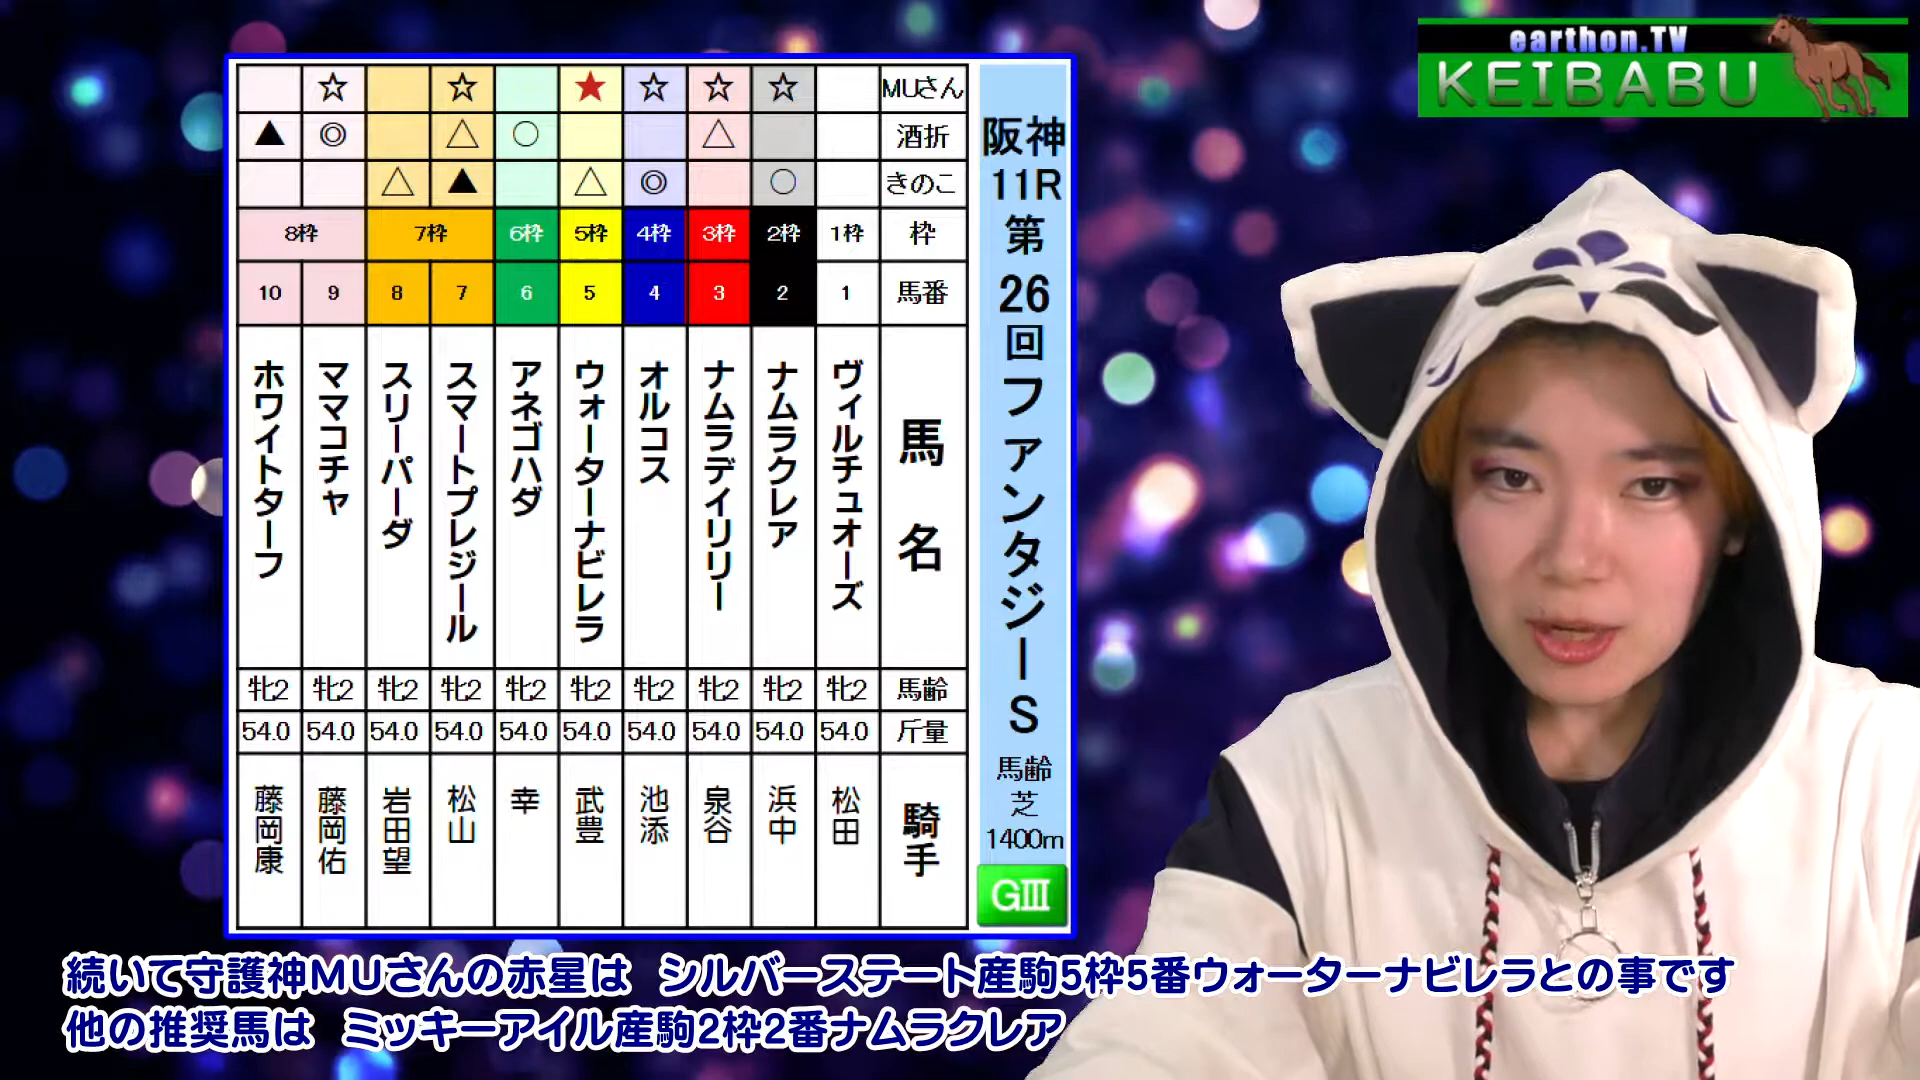 earthon.TV
KEIBABU
阪神
11R
第
26
回
ファンタジーS
馬齢
芝
1400m
GIII
☆ ☆ ★ ☆ ☆ ☆ MUさん
▲ ◎ △ ○ △ 酒折
△ ▲ △ ◎ ○ きのこ
8枠 7枠 6枠 5枠 4枠 3枠 2枠 1枠 枠
10 9 8 7 6 5 4 3 2 1 馬番
馬名
ヴィルチュオーズ
ナムラクレア
ナムラデイリリー
オルコス
ウォーターナビレラ
アネゴハダ
スマートプレジール
スリーパーダ
ママコチャ
ホワイトターフ
牝2 牝2 牝2 牝2 牝2 牝2 牝2 牝2 牝2 牝2 馬齢
54.0 54.0 54.0 54.0 54.0 54.0 54.0 54.0 54.0 54.0 斤量
騎手
松田
浜中
泉谷
池添
武豊
幸
松山
岩田望
藤岡佑
藤岡康
続いて守護神MUさんの赤星は シルバーステート産駒5枠5番ウォーターナビレラとの事です
他の推奨馬は ミッキーアイル産駒2枠2番ナムラクレア